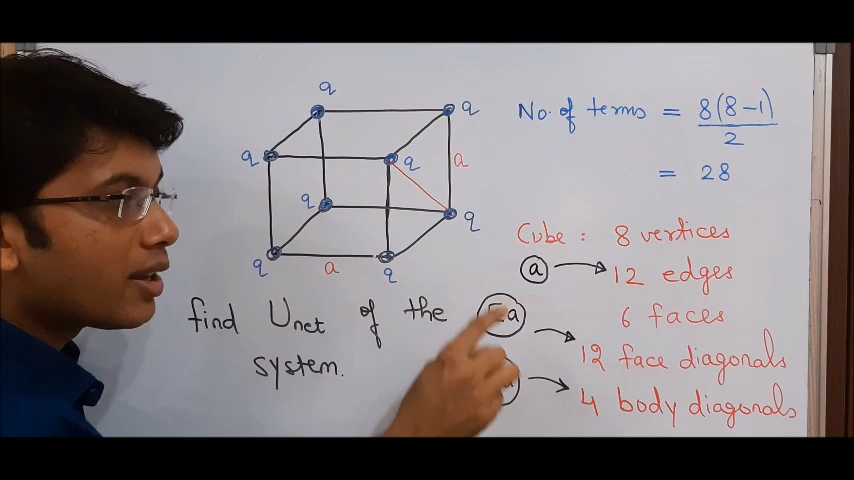 q
q
q
q
q
q
q
q
a
a
No. of terms = 8(8-1)
2
= 28
Cube : 8 vertices
a → 12 edges
6 faces
12 face diagonals
4 body diagonals
find Unet of the
system.